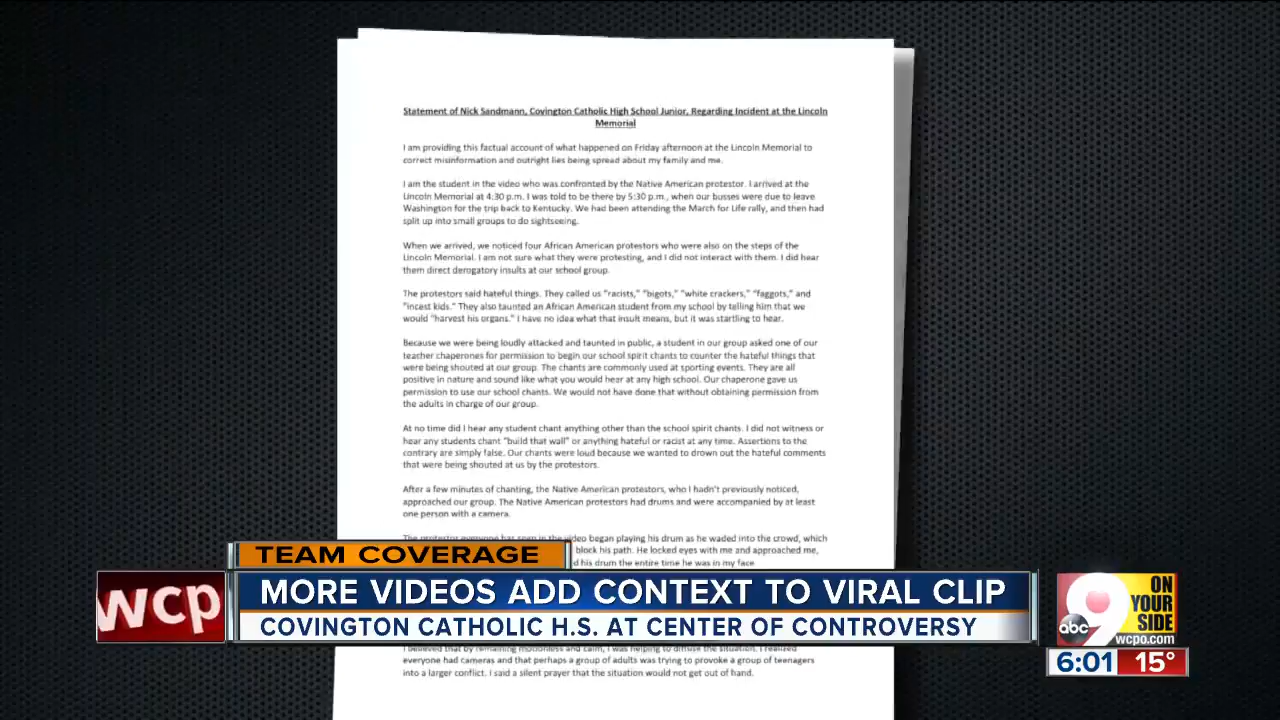 Statement of Nick Sandmann, Covington Catholic High School Junior, Regarding Incident at the Lincoln
Memorial
I am providing this factual account of what happened on Friday afternoon at the Lincoln Memorial to
correct misinformation and outright lies being spread about my family and me.
I am the student in the video who was confronted by the Native American protestor. I arrived at the
Lincoln Memorial at 4:30 p.m. I was told to be there by 5:30 p.m., when our busses were due to leave
Washington for the trip back to Kentucky. We had been attending the March for Life rally, and then had
split up into small groups to do sightseeing.
When we arrived, we noticed four African American protestors who were also on the steps of the
Lincoln Memorial. I am not sure what they were protesting, and I did not interact with them. I did hear
them direct derogatory insults at our school group.
The protestors said hateful things. They called us "racists," "bigots," "white crackers," "faggots," and
"incest kids." They also taunted an African American student from my school by telling him that we
would "harvest his organs." I have no idea what that insult means, but it was startling to hear.
Because we were being loudly attacked and taunted in public, a student in our group asked one of our
teacher chaperones for permission to begin our school spirit chants to counter the hateful things that
were being shouted at our group. The chants are commonly used at sporting events. They are all
positive in nature and sound like what you would hear at any high school. Our chaperone gave us
permission to use our school chants. We would not have done that without obtaining permission from
the adults in charge of our group.
At no time did I hear any student chant anything other than the school spirit chants. I did not witness or
hear any students chant "build that wall" or anything hateful or racist at any time. Assertions to the
contrary are simply false. Our chants were loud because we wanted to drown out the hateful comments
that were being shouted at us by the protestors.
After a few minutes of chanting, the Native American protestors, who I hadn't previously noticed,
approached our group. The Native American protestors had drums and were accompanied by at least
one person with a camera.
The protestor everyone has seen in the video began playing his drum as he waded into the crowd, which
block his path. He locked eyes with me and approached me,
d his drum the entire time he was in my face
TEAM COVERAGE
wcp
MORE VIDEOS ADD CONTEXT TO VIRAL CLIP
COVINGTON CATHOLIC H.S. AT CENTER OF CONTROVERSY
abc 9 ON YOUR SIDE
wcpo.com
6:01 15°
I believed that by remaining motionless and calm, I was helping to diffuse the situation. I realized
everyone had cameras and that perhaps a group of adults was trying to provoke a group of teenagers
into a larger conflict. I said a silent prayer that the situation would not get out of hand.